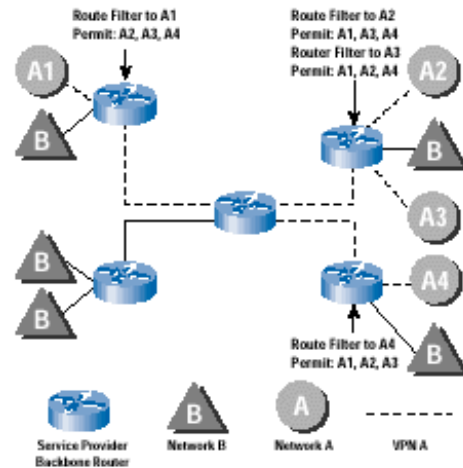 Route Filter to A1
Permit: A2, A3, A4
Route Filter to A2
Permit: A1, A3, A4
Router Filter to A3
Permit: A1, A2, A4
A1
A2
B
B
A3
B
A4
B
B
Route Filter to A4
Permit: A1, A2, A3
B
A
Service Provider
Backbone Router
Network B
Network A
VPN A